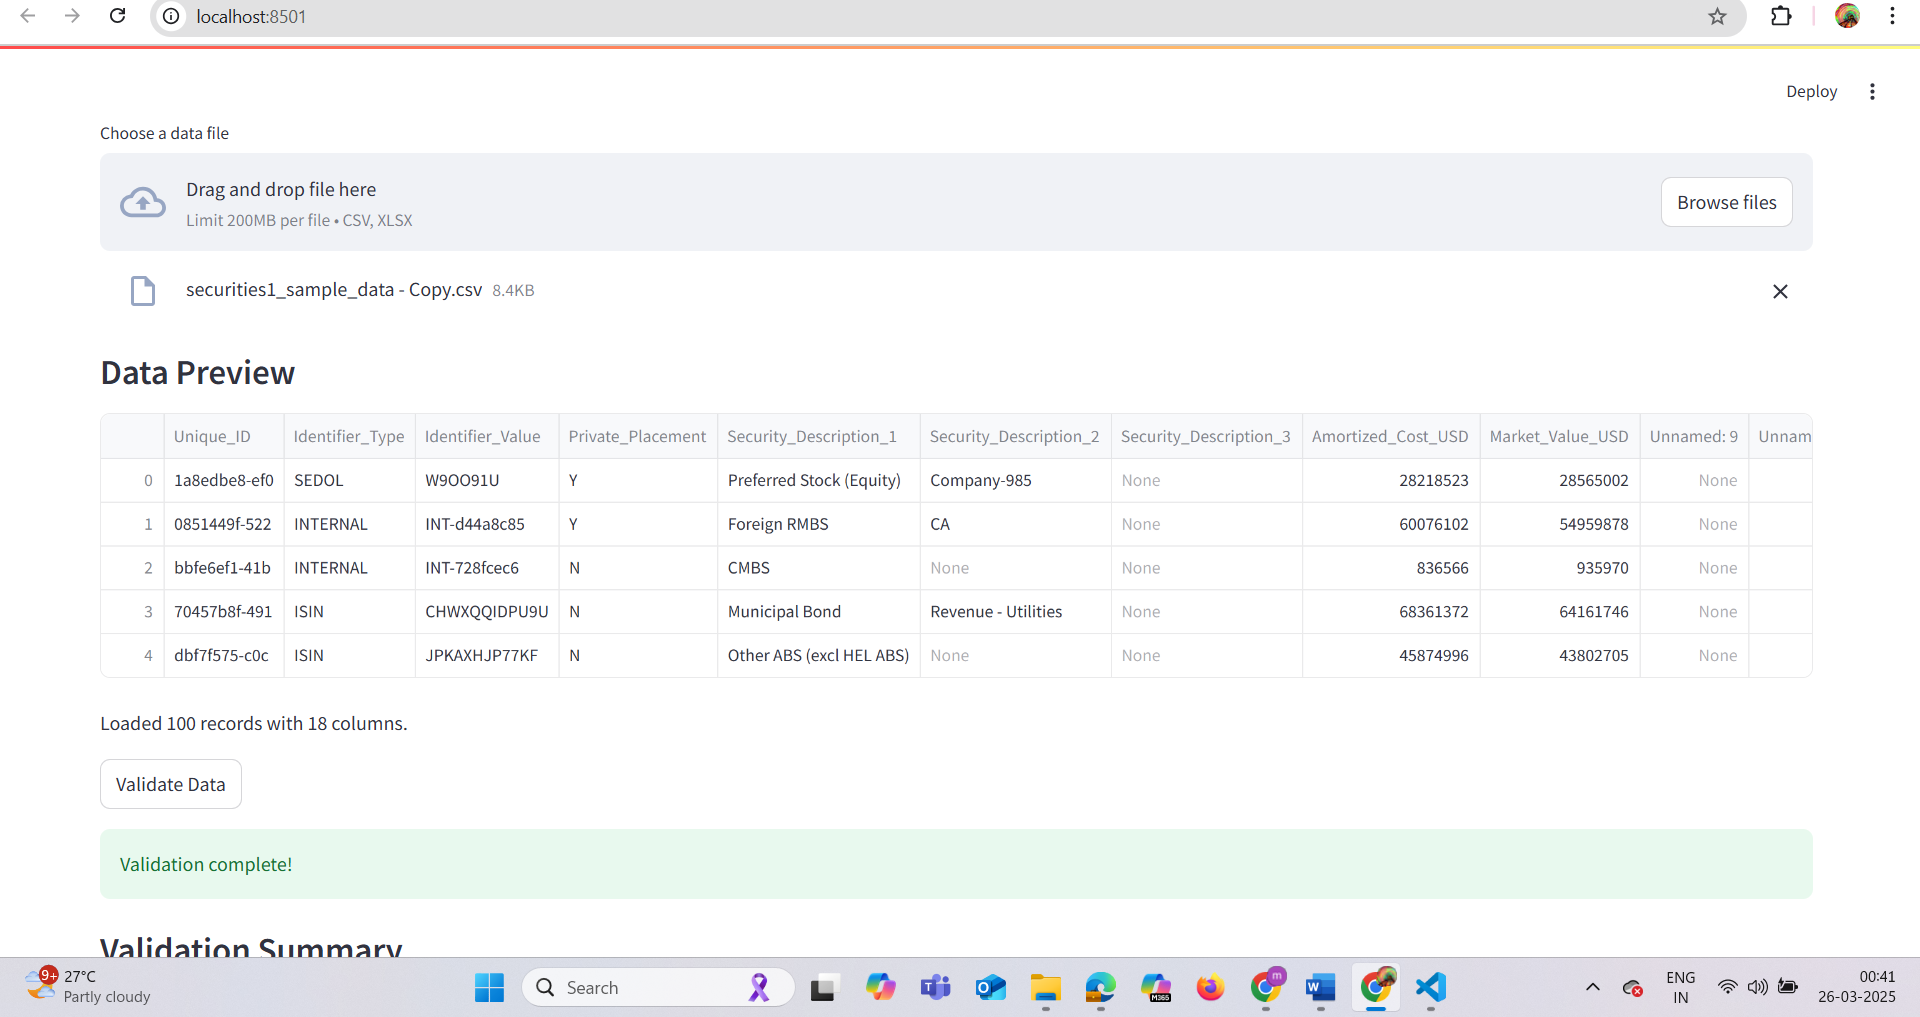 localhost:8501
Deploy
Choose a data file
Drag and drop file here
Limit 200MB per file • CSV, XLSX
Browse files
securities1_sample_data - Copy.csv 8.4KB
Data Preview
Unique_ID Identifier_Type Identifier_Value Private_Placement Security_Description_1 Security_Description_2 Security_Description_3 Amortized_Cost_USD Market_Value_USD Unnamed: 9 Unnam
0 1a8edbe8-ef0 SEDOL W9OO91U Y Preferred Stock (Equity) Company-985 None 28218523 28565002 None
1 0851449f-522 INTERNAL INT-d44a8c85 Y Foreign RMBS CA None 60076102 54959878 None
2 bbfe6ef1-41b INTERNAL INT-728fcec6 N CMBS None None 836566 935970 None
3 70457b8f-491 ISIN CHWXQQIDPU9U N Municipal Bond Revenue - Utilities None 68361372 64161746 None
4 dbf7f575-c0c ISIN JPKAXHJP77KF N Other ABS (excl HEL ABS) None None 45874996 43802705 None
Loaded 100 records with 18 columns.
Validate Data
Validation complete!
Validation Summary
9+ 27°C
Partly cloudy
Search
M365
m
ENG
IN
00:41
26-03-2025